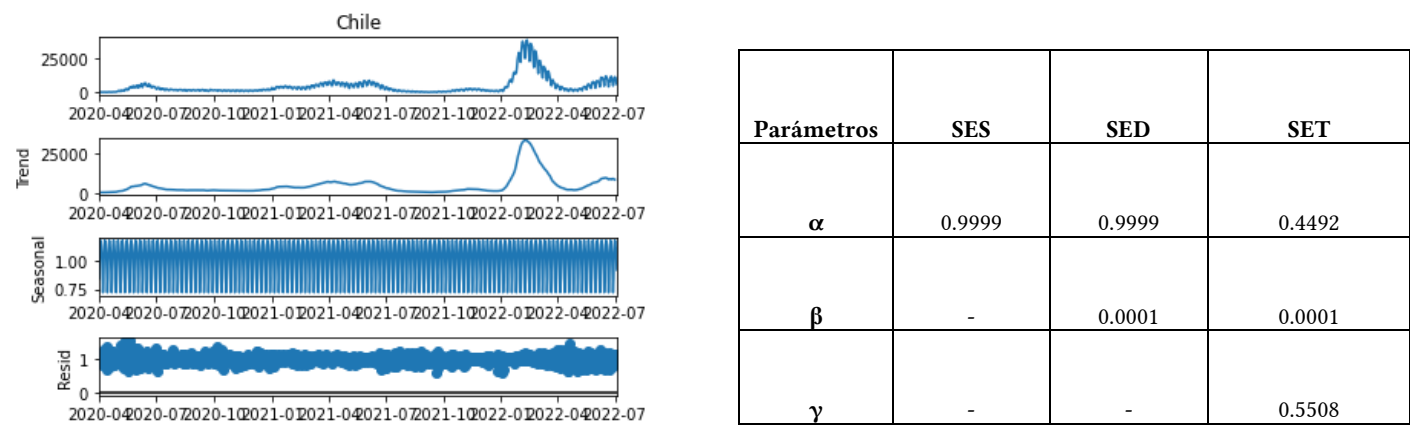 Chile
25000
0
2020-04 2020-07 2020-10 2021-01 2021-04 2021-07 2021-10 2022-01 2022-04 2022-07
Trend
25000
0
2020-04 2020-07 2020-10 2021-01 2021-04 2021-07 2021-10 2022-01 2022-04 2022-07
Seasonal
1.00
0.75
2020-04 2020-07 2020-10 2021-01 2021-04 2021-07 2021-10 2022-01 2022-04 2022-07
Resid
1
0
2020-04 2020-07 2020-10 2021-01 2021-04 2021-07 2021-10 2022-01 2022-04 2022-07
Parámetros SES SED SET
α 0.9999 0.9999 0.4492
β - 0.0001 0.0001
γ - - 0.5508